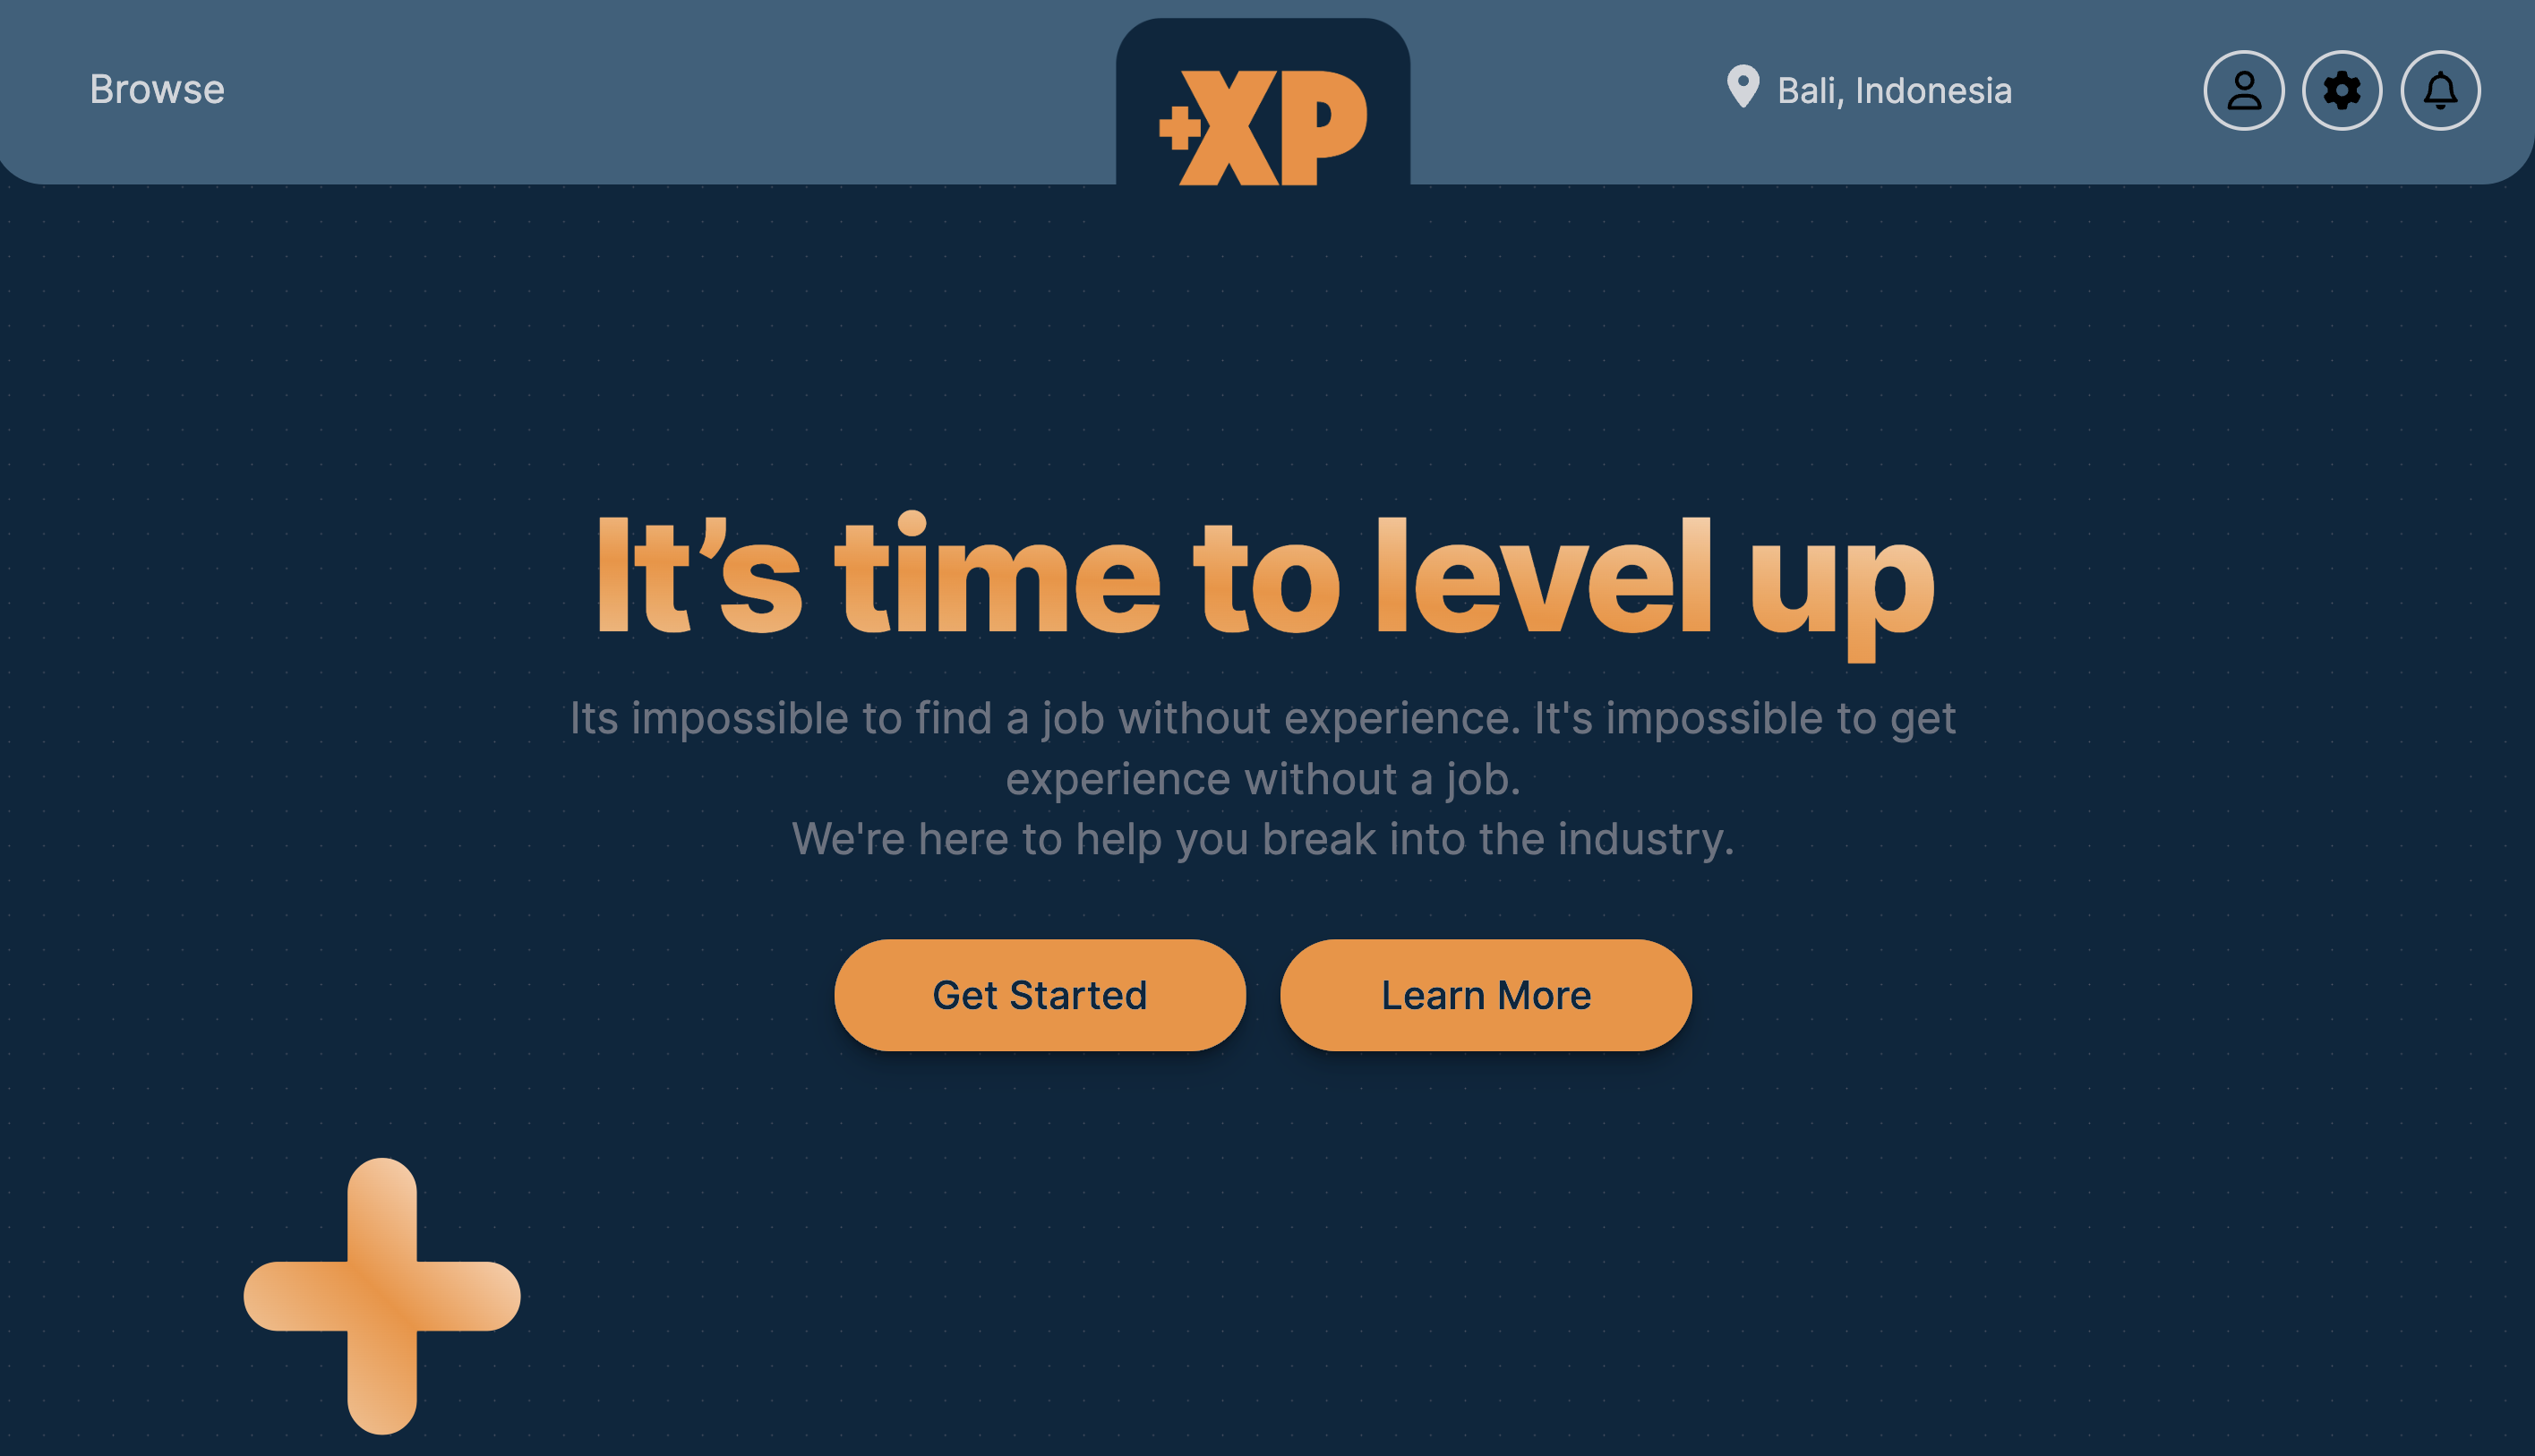 Browse
+XP
Bali, Indonesia
It’s time to level up
Its impossible to find a job without experience. It's impossible to get
experience without a job.
We're here to help you break into the industry.
Get Started
Learn More